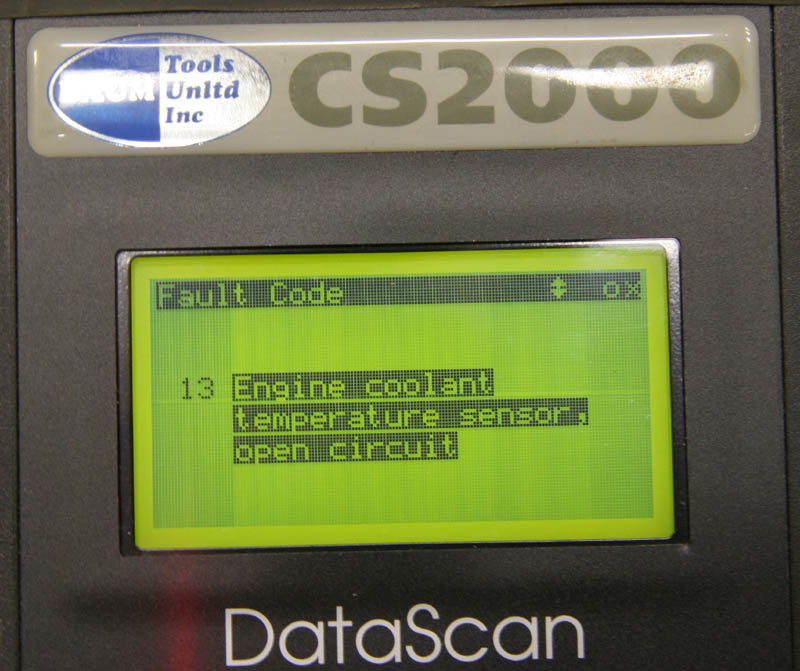 Tools
Unltd
Inc
CS2000
Fault Code
13 Engine coolant
temperature sensor,
open circuit
DataScan